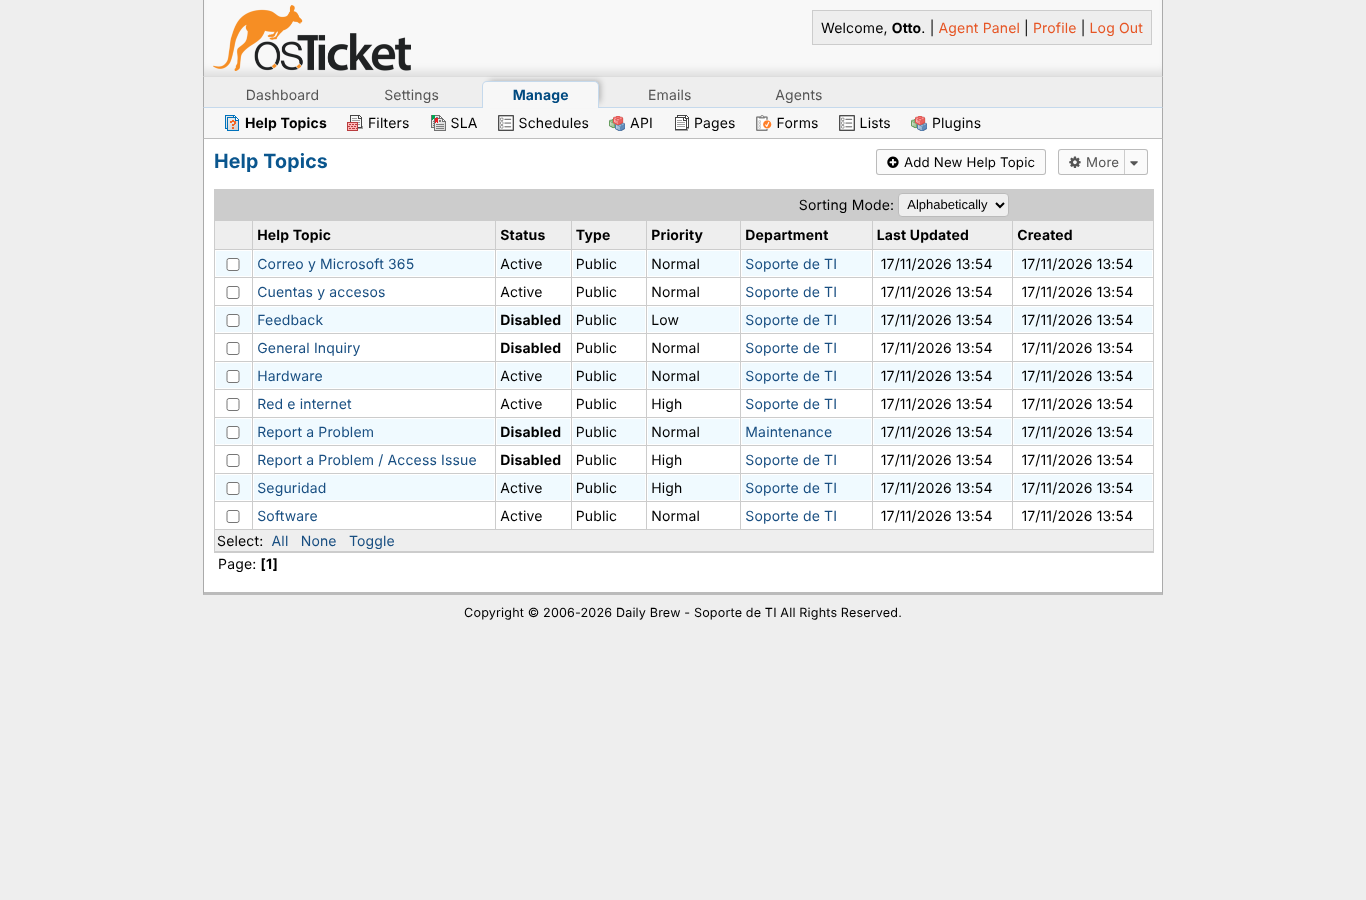 osTicket
Welcome, Otto. | Agent Panel | Profile | Log Out
Dashboard Settings Manage Emails Agents
Help Topics Filters SLA Schedules API Pages Forms Lists Plugins
Help Topics Add New Help Topic More
Sorting Mode: Alphabetically
Help Topic Status Type Priority Department Last Updated Created
Correo y Microsoft 365 Active Public Normal Soporte de TI 17/11/2026 13:54 17/11/2026 13:54
Cuentas y accesos Active Public Normal Soporte de TI 17/11/2026 13:54 17/11/2026 13:54
Feedback Disabled Public Low Soporte de TI 17/11/2026 13:54 17/11/2026 13:54
General Inquiry Disabled Public Normal Soporte de TI 17/11/2026 13:54 17/11/2026 13:54
Hardware Active Public Normal Soporte de TI 17/11/2026 13:54 17/11/2026 13:54
Red e internet Active Public High Soporte de TI 17/11/2026 13:54 17/11/2026 13:54
Report a Problem Disabled Public Normal Maintenance 17/11/2026 13:54 17/11/2026 13:54
Report a Problem / Access Issue Disabled Public High Soporte de TI 17/11/2026 13:54 17/11/2026 13:54
Seguridad Active Public High Soporte de TI 17/11/2026 13:54 17/11/2026 13:54
Software Active Public Normal Soporte de TI 17/11/2026 13:54 17/11/2026 13:54
Select: All None Toggle
Page: [1]
Copyright © 2006-2026 Daily Brew - Soporte de TI All Rights Reserved.